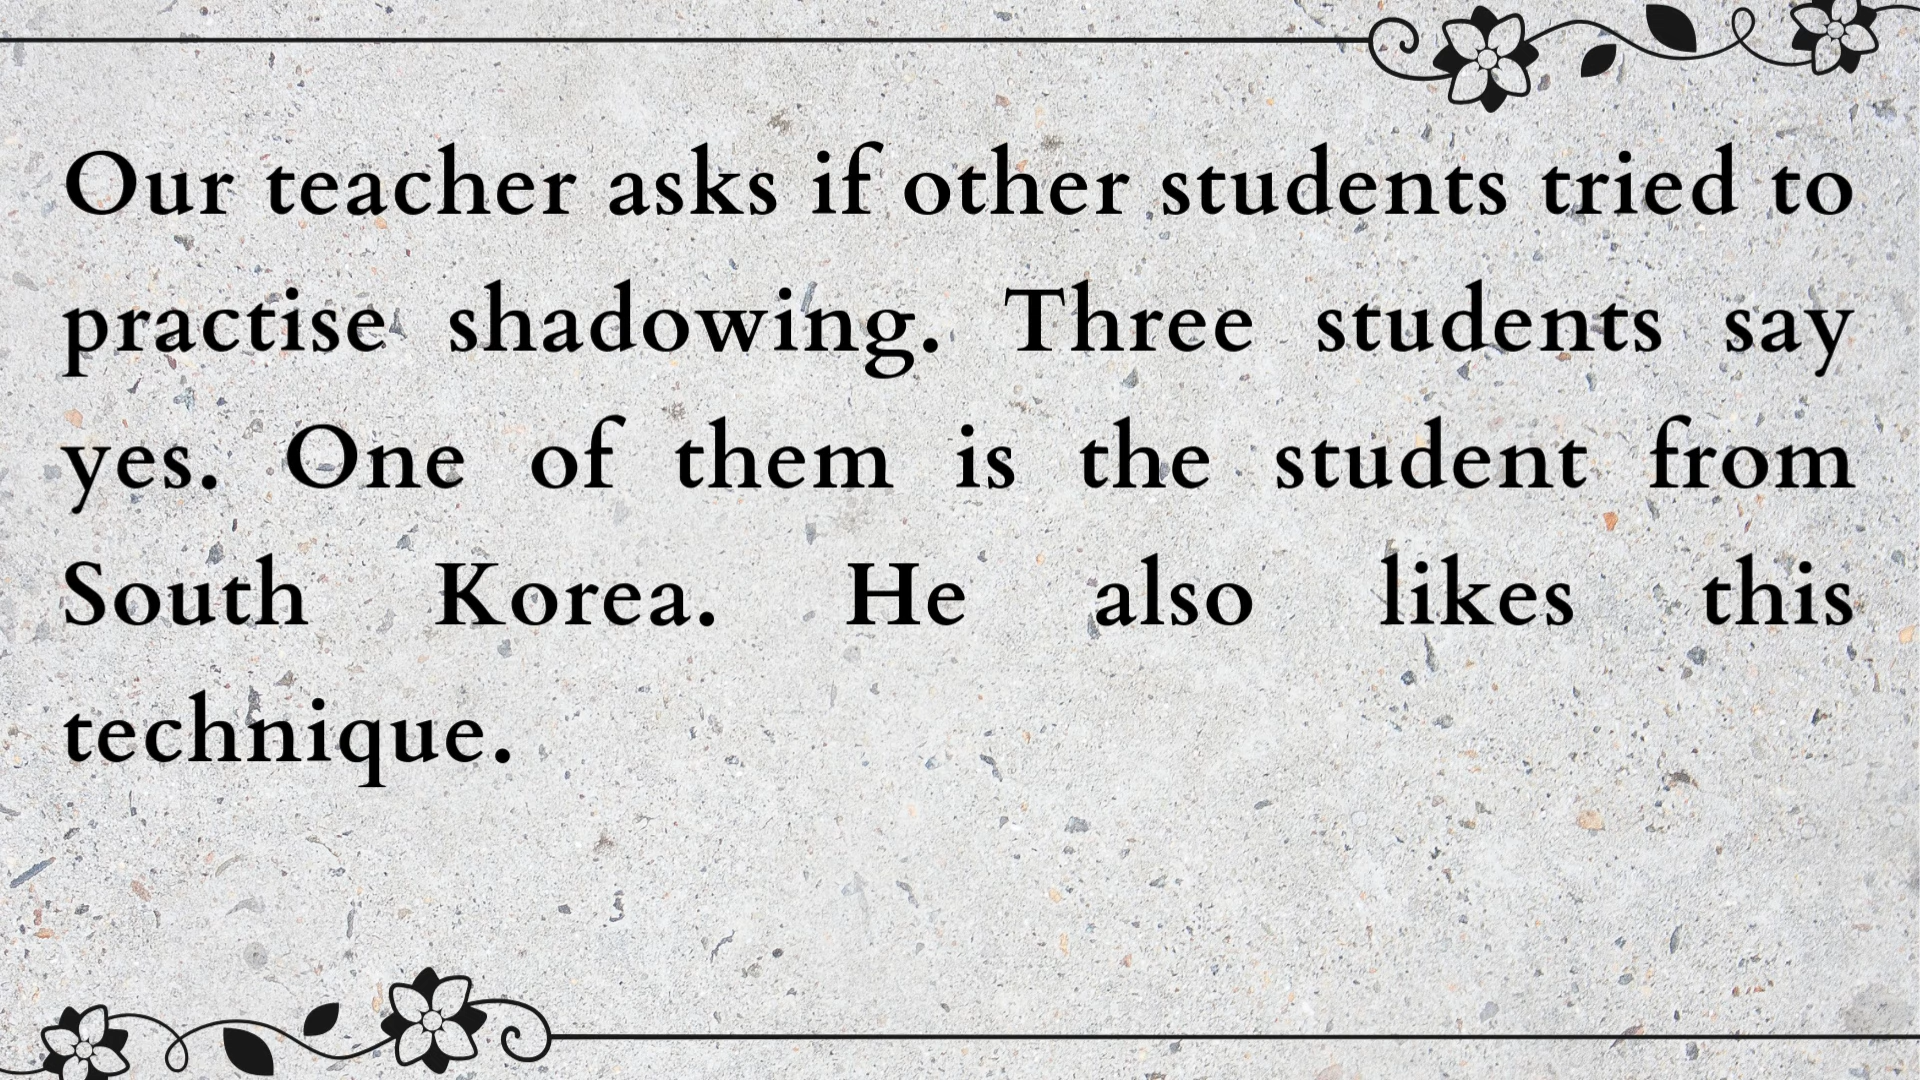 Our teacher asks if other students tried to
practise shadowing. Three students say
yes. One of them is the student from
South Korea. He also likes this
technique.